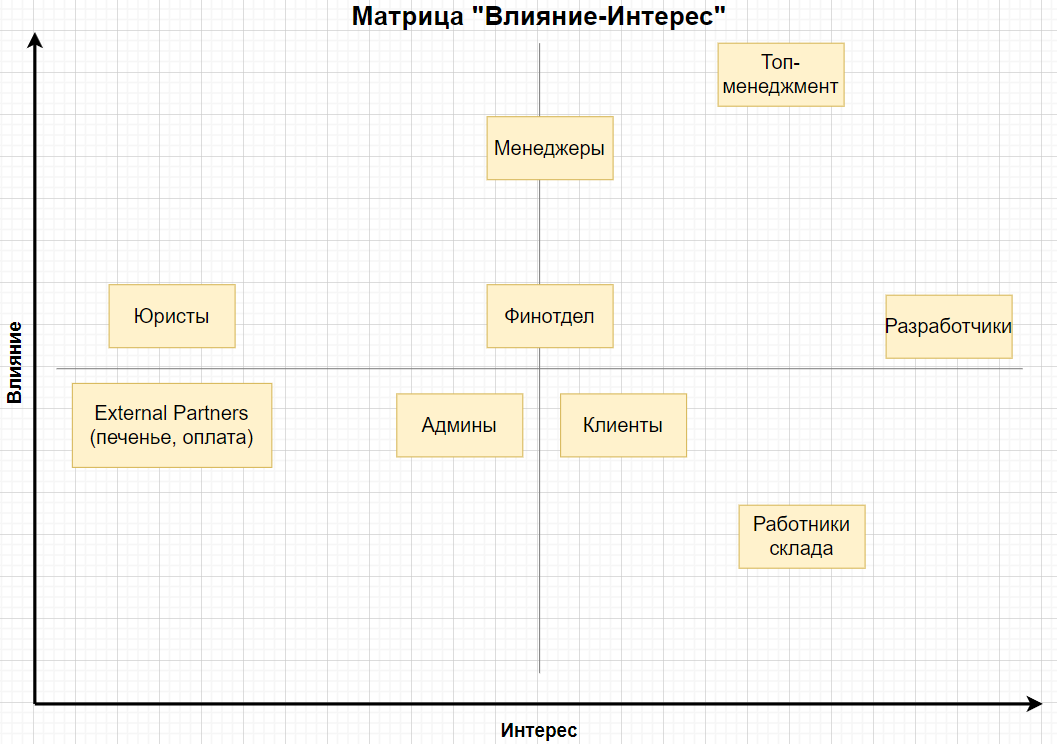 Матрица "Влияние-Интерес"
Топ-
менеджмент
Менеджеры
Юристы
Финотдел
Разработчики
Влияние
External Partners
(печенье, оплата)
Админы
Клиенты
Работники
склада
Интерес